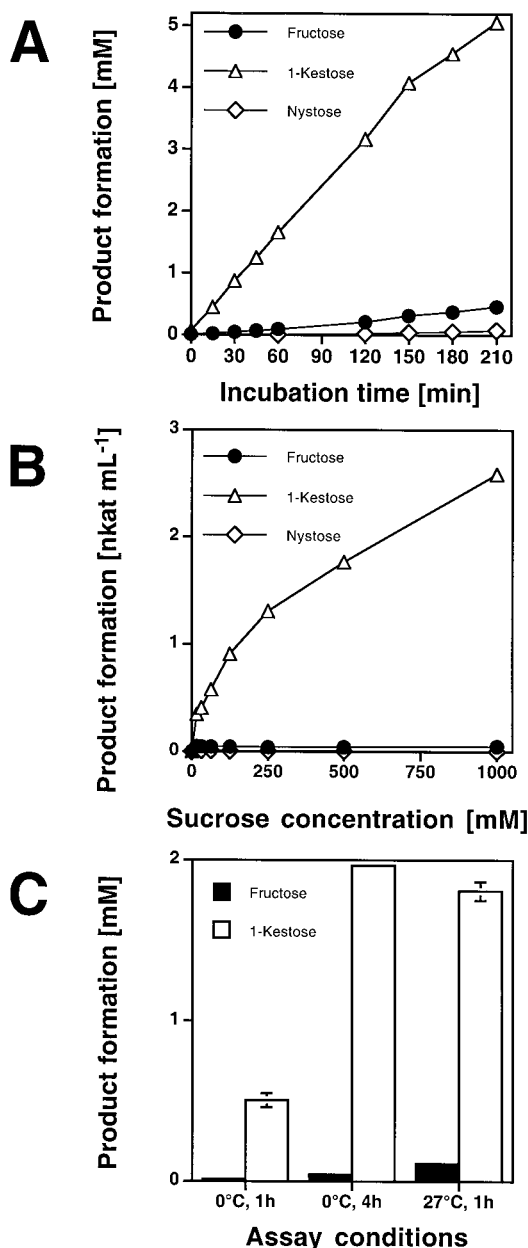 A
Product formation [mM]
5
4
3
2
1
0
Fructose
1-Kestose
Nystose
0 30 60 90 120 150 180 210
Incubation time [min]
B
Product formation [nkat mL⁻¹]
3
2
1
0
Fructose
1-Kestose
Nystose
0 250 500 750 1000
Sucrose concentration [mM]
C
Product formation [mM]
2
1
0
Fructose
1-Kestose
0°C, 1h 0°C, 4h 27°C, 1h
Assay conditions